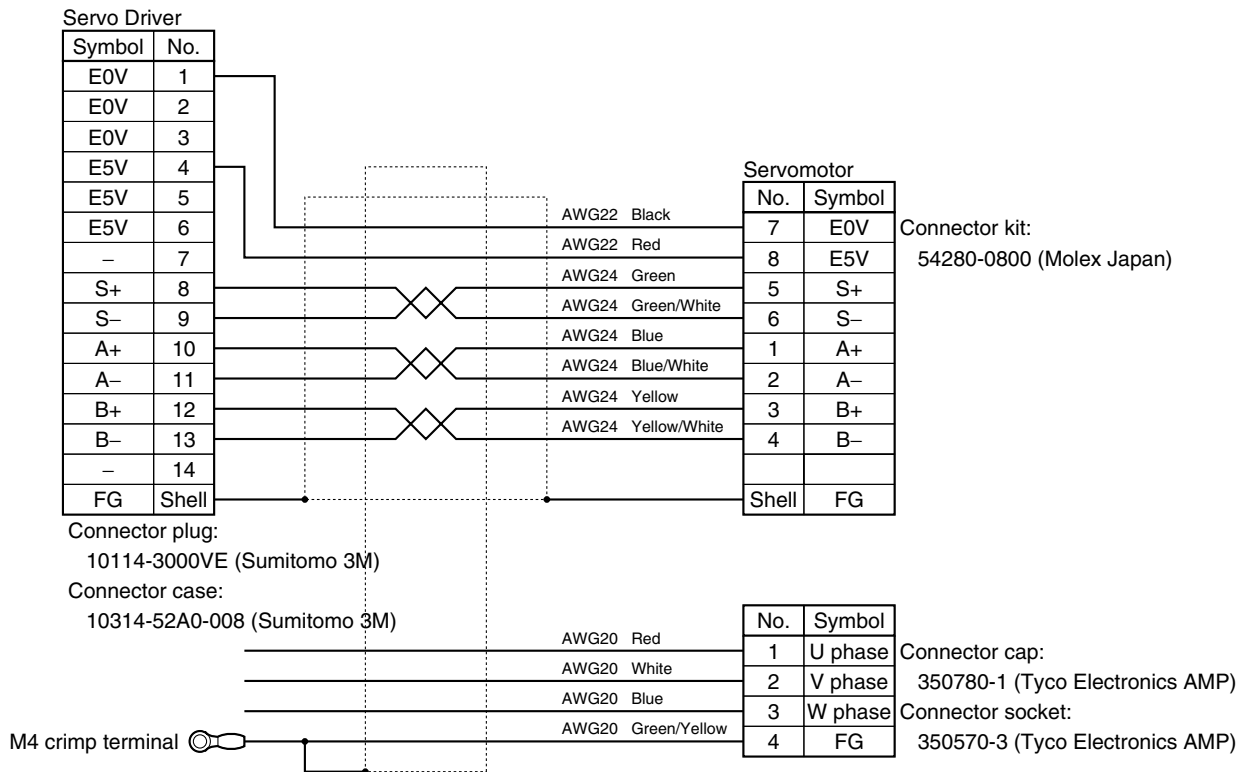 Servo Driver
Symbol No.
E0V 1
E0V 2
E0V 3
E5V 4
E5V 5
E5V 6
− 7
S+ 8
S− 9
A+ 10
A− 11
B+ 12
B− 13
− 14
FG Shell
Connector plug:
10114-3000VE (Sumitomo 3M)
Connector case:
10314-52A0-008 (Sumitomo 3M)
AWG22 Black
AWG22 Red
AWG24 Green
AWG24 Green/White
AWG24 Blue
AWG24 Blue/White
AWG24 Yellow
AWG24 Yellow/White
Servomotor
No. Symbol
7 E0V
8 E5V
5 S+
6 S−
1 A+
2 A−
3 B+
4 B−
Shell FG
Connector kit:
54280-0800 (Molex Japan)
AWG20 Red
AWG20 White
AWG20 Blue
AWG20 Green/Yellow
M4 crimp terminal
No. Symbol
1 U phase
2 V phase
3 W phase
4 FG
Connector cap:
350780-1 (Tyco Electronics AMP)
Connector socket:
350570-3 (Tyco Electronics AMP)